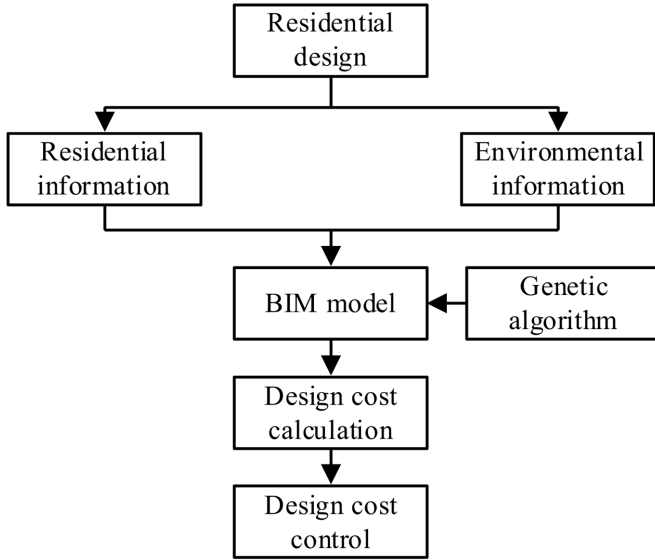 Residential
design
Residential
information
Environmental
information
BIM model
Genetic
algorithm
Design cost
calculation
Design cost
control